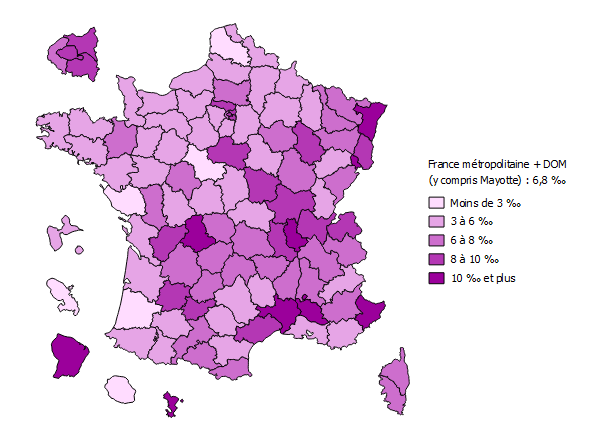 France métropolitaine + DOM
(y compris Mayotte) : 6,8 ‰
Moins de 3 ‰
3 à 6 ‰
6 à 8 ‰
8 à 10 ‰
10 ‰ et plus